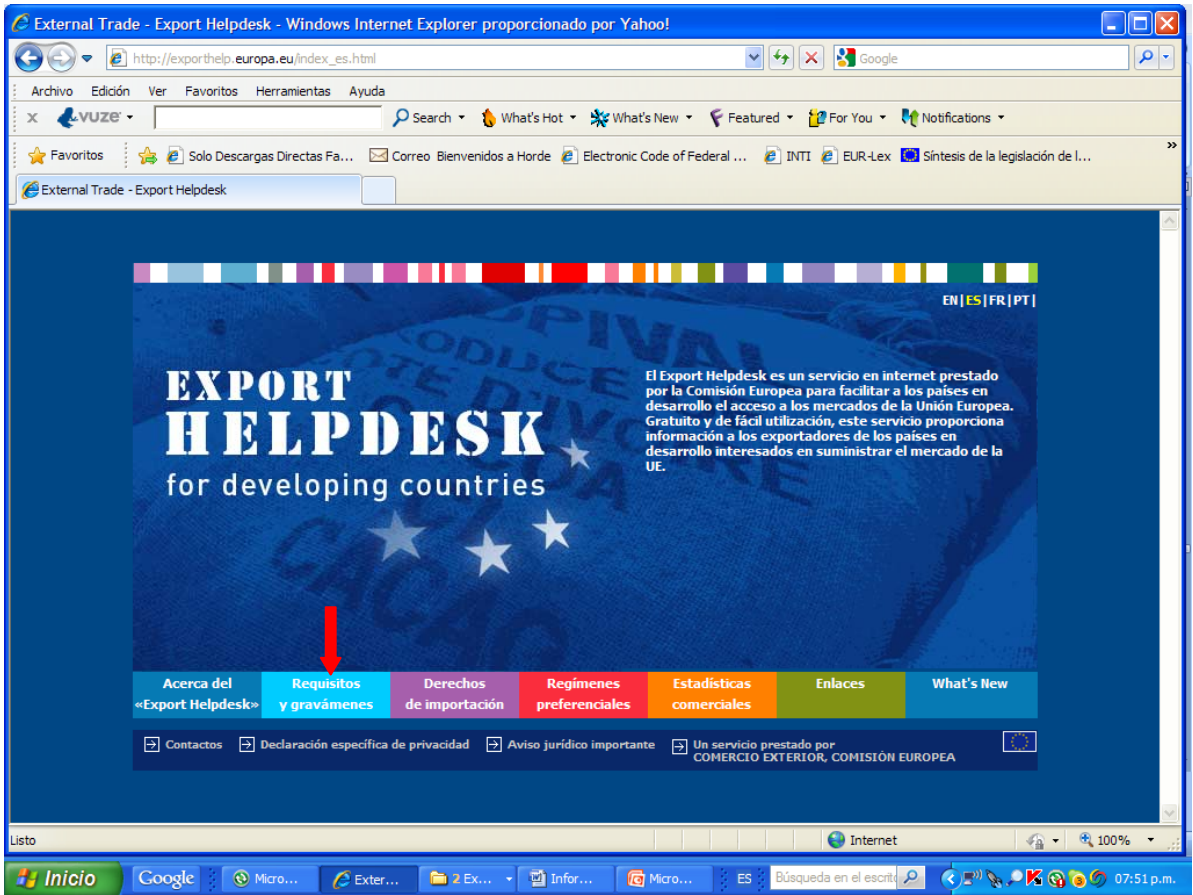 External Trade - Export Helpdesk - Windows Internet Explorer proporcionado por Yahoo!
http://exporthelp.europa.eu/index_es.html
Google
Archivo Edición Ver Favoritos Herramientas Ayuda
x vuze Search What's Hot What's New Featured For You Notifications
Favoritos Solo Descargas Directas Fa... Correo Bienvenidos a Horde Electronic Code of Federal ... INTI EUR-Lex Síntesis de la legislación de l... »
External Trade - Export Helpdesk
EN|ES|FR|PT|
EXPORT
HELPDESK
for developing countries
El Export Helpdesk es un servicio en internet prestado
por la Comisión Europea para facilitar a los países en
desarrollo el acceso a los mercados de la Unión Europea.
Gratuito y de fácil utilización, este servicio proporciona
información a los exportadores de los países en
desarrollo interesados en suministrar el mercado de la
UE.
PRODUCE
CÔTE D'IVOIRE
CACAO
Acerca del
«Export Helpdesk»
Requisitos
y gravámenes
Derechos
de importación
Regímenes
preferenciales
Estadísticas
comerciales
Enlaces
What's New
Contactos Declaración específica de privacidad Aviso jurídico importante Un servicio prestado por
COMERCIO EXTERIOR, COMISIÓN EUROPEA
Listo Internet 100%
Inicio Google Micro... Exter... 2 Ex... Infor... Micro... ES Búsqueda en el escrito 07:51 p.m.